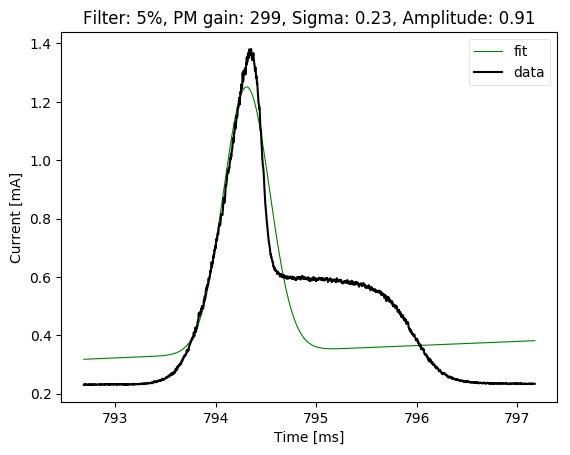 Filter: 5%, PM gain: 299, Sigma: 0.23, Amplitude: 0.91
fit
data
1.4
1.2
1.0
0.8
0.6
0.4
0.2
Current [mA]
793
794
795
796
797
Time [ms]